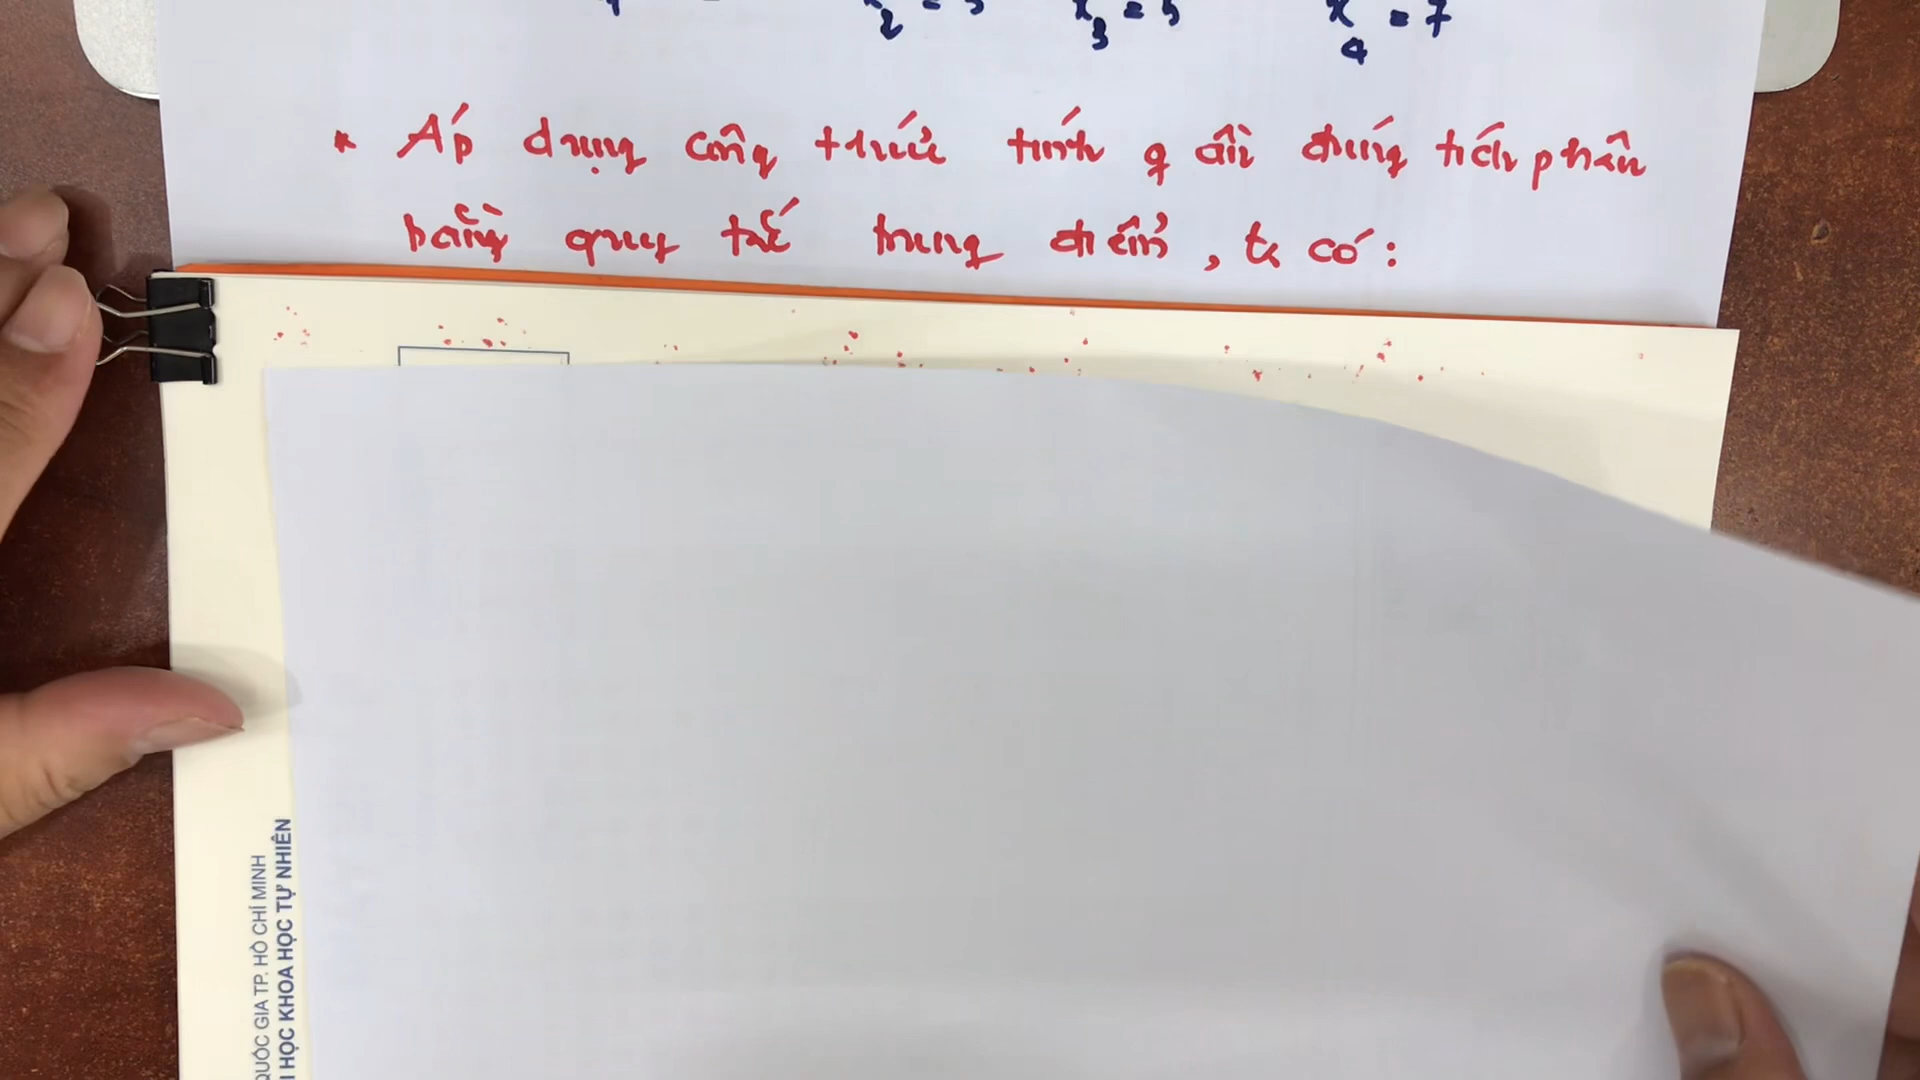 x₂ = 3 x₃ = 5 x₄ = 7
* Áp dụng công thức tính gần đúng tích phân
bằng quy tắc trung điểm, ta có:
QUỐC GIA TP. HỒ CHÍ MINH
HỌC KHOA HỌC TỰ NHIÊN